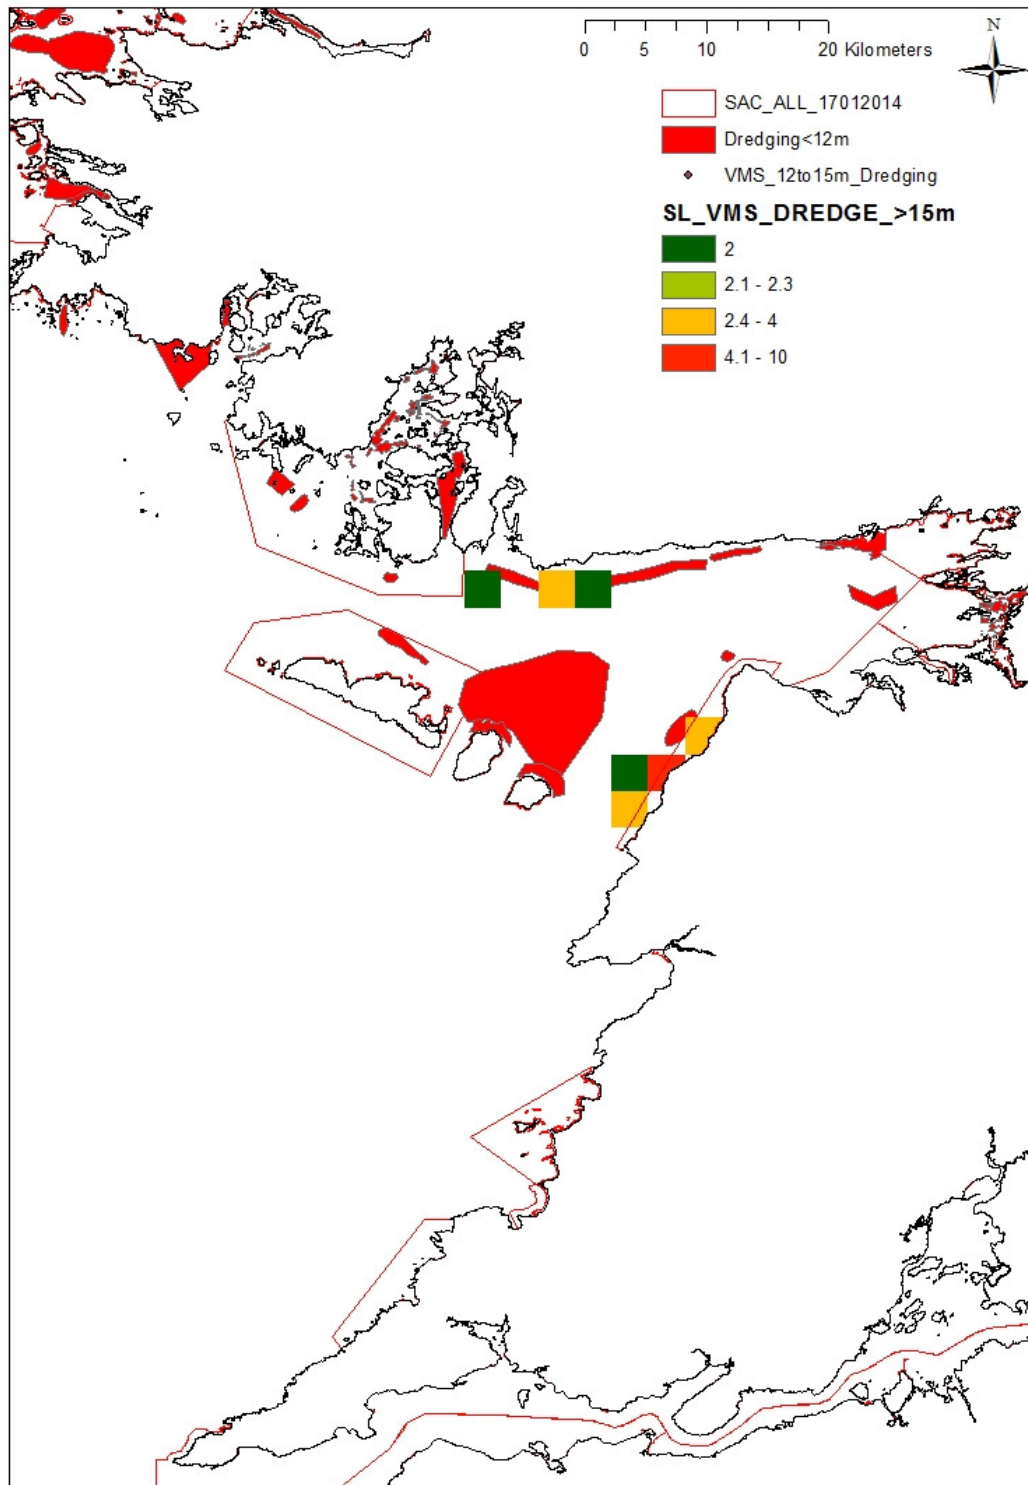 N
0 5 10 20 Kilometers
SAC_ALL_17012014
Dredging<12m
VMS_12to15m_Dredging
SL_VMS_DREDGE_>15m
2
2.1 - 2.3
2.4 - 4
4.1 - 10